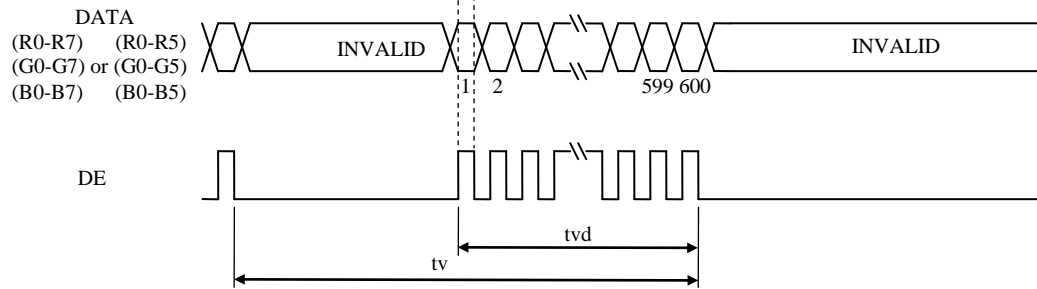 DATA
(R0-R7) (R0-R5)
(G0-G7) or (G0-G5)
(B0-B7) (B0-B5)
INVALID
INVALID
1 2 599 600
DE
tvd
tv